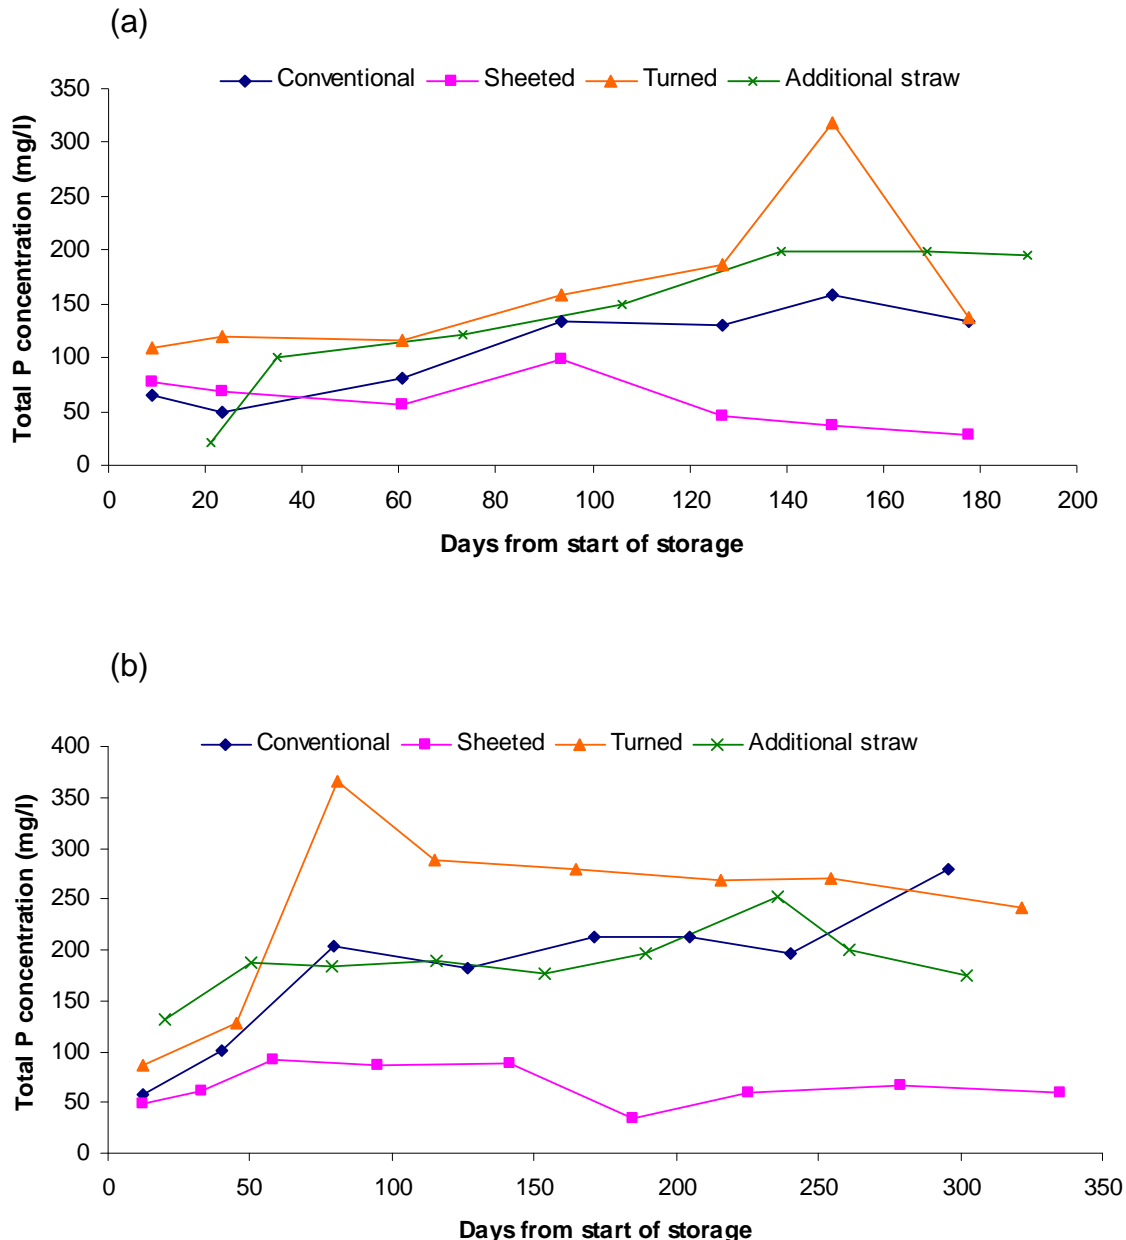 (a)
Conventional Sheeted Turned Additional straw
350
300
250
200
150
100
50
0
Total P concentration (mg/l)
0 20 40 60 80 100 120 140 160 180 200
Days from start of storage
(b)
Conventional Sheeted Turned Additional straw
400
350
300
250
200
150
100
50
0
Total P concentration (mg/l)
0 50 100 150 200 250 300 350
Days from start of storage